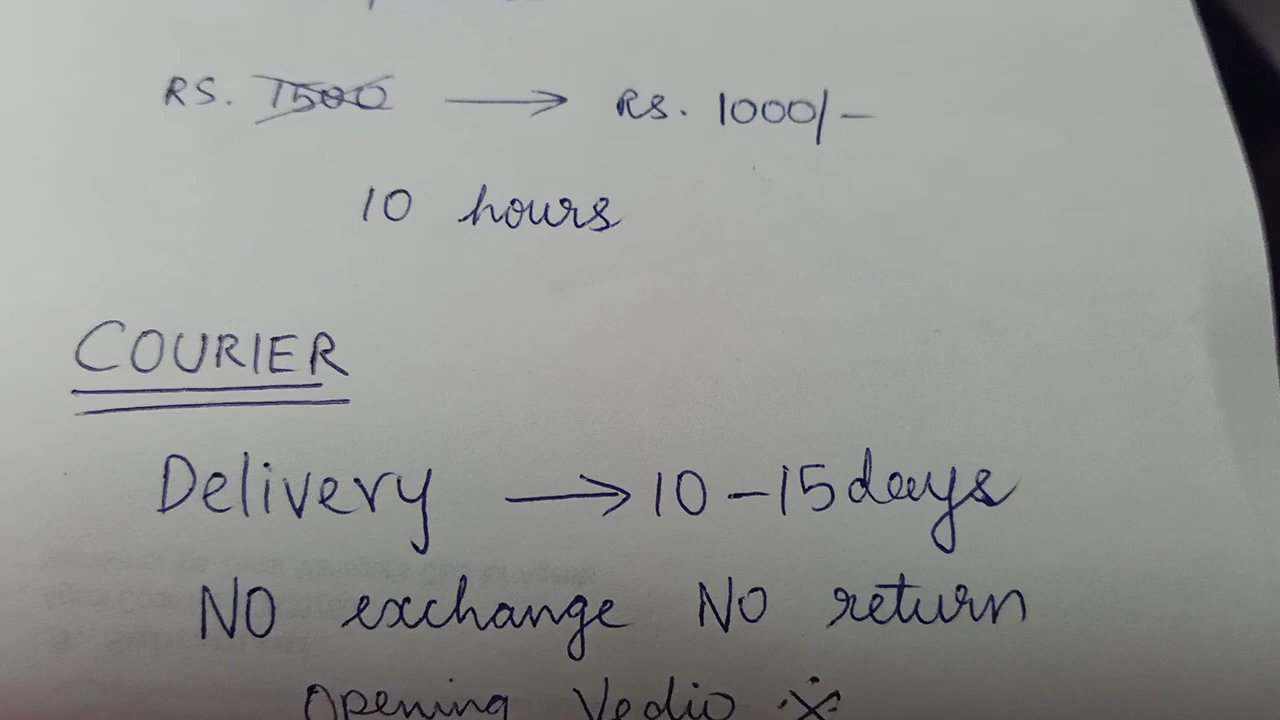 RS. 1500 → RS. 1000/-
10 hours
COURIER
Delivery → 10-15 days
NO exchange No return
Opening Vedio